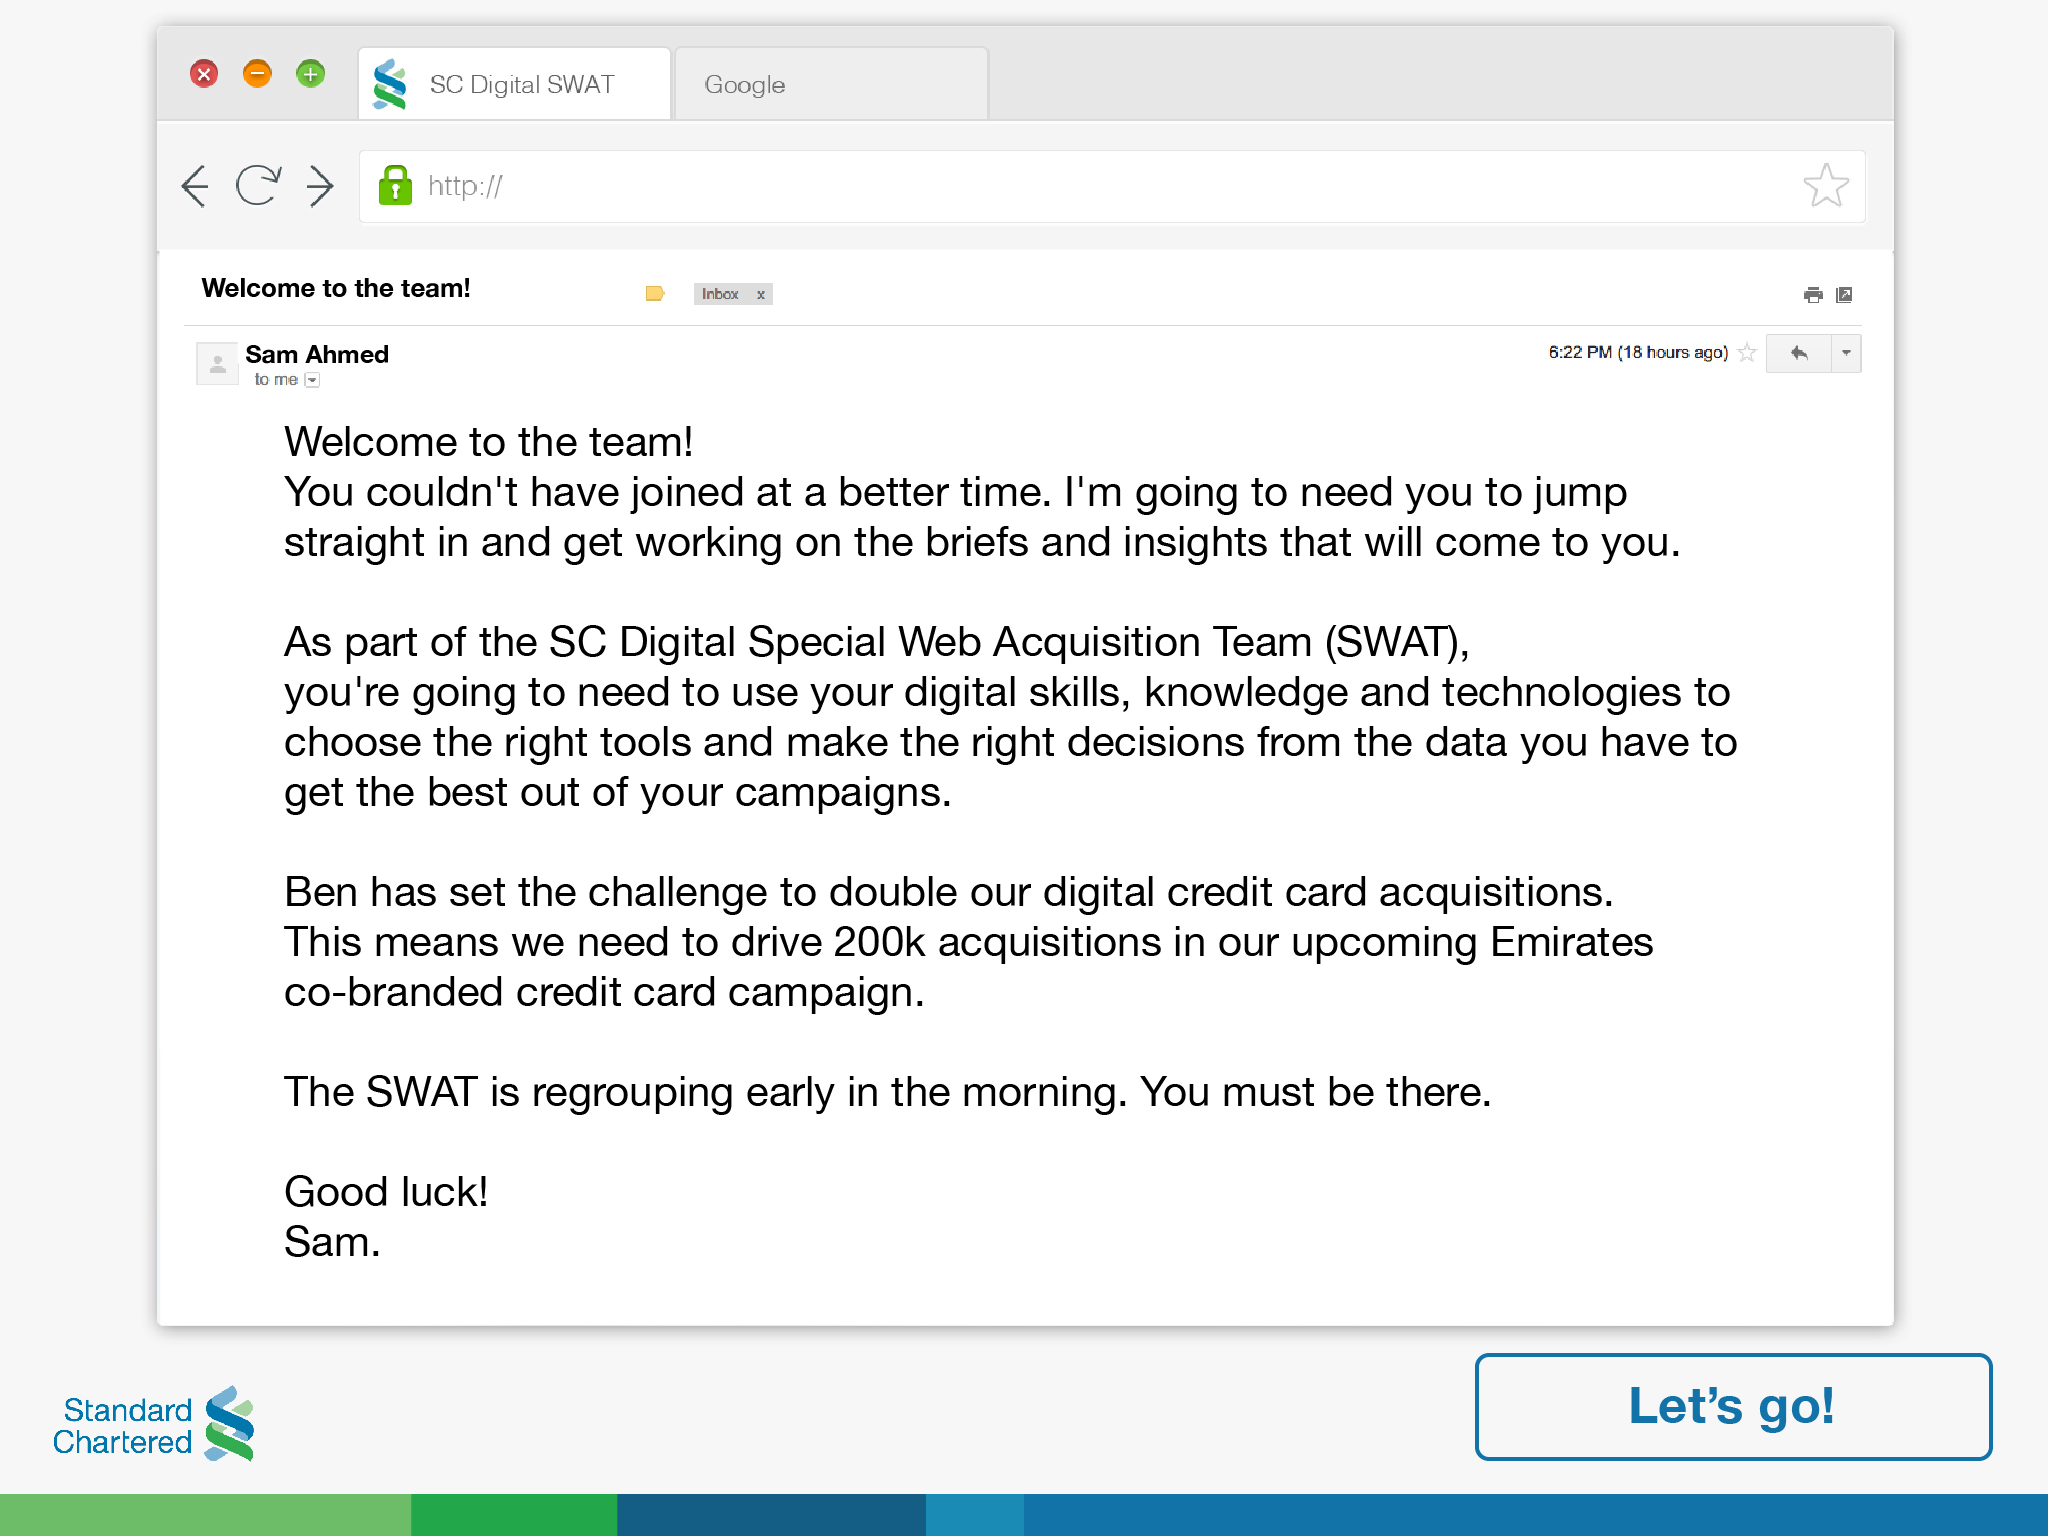 SC Digital SWAT
Google
http://
Welcome to the team!
Inbox x
Sam Ahmed
6:22 PM (18 hours ago)
to me
Welcome to the team!
You couldn't have joined at a better time. I'm going to need you to jump
straight in and get working on the briefs and insights that will come to you.
As part of the SC Digital Special Web Acquisition Team (SWAT),
you're going to need to use your digital skills, knowledge and technologies to
choose the right tools and make the right decisions from the data you have to
get the best out of your campaigns.
Ben has set the challenge to double our digital credit card acquisitions.
This means we need to drive 200k acquisitions in our upcoming Emirates
co-branded credit card campaign.
The SWAT is regrouping early in the morning. You must be there.
Good luck!
Sam.
Standard
Chartered
Let’s go!